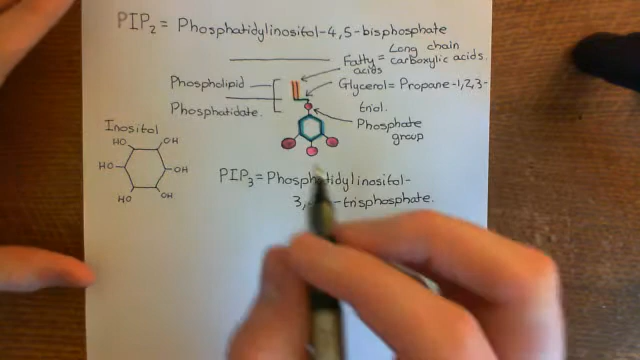 PIP2 = Phosphatidylinositol-4,5-bisphosphate
Fatty acids = Long chain carboxylic acids.
Phospholipid
Glycerol = Propane-1,2,3-triol.
Phosphatidate.
Phosphate group
Inositol
HO OH
HO OH
HO OH
PIP3 = Phosphatidylinositol-
3, -trisphosphate.